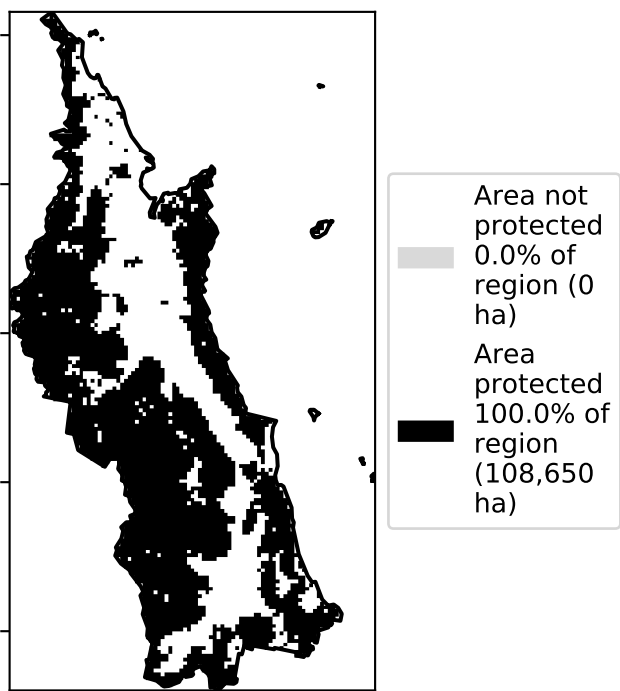 Area not
protected
0.0% of
region (0
ha)
Area
protected
100.0% of
region
(108,650
ha)